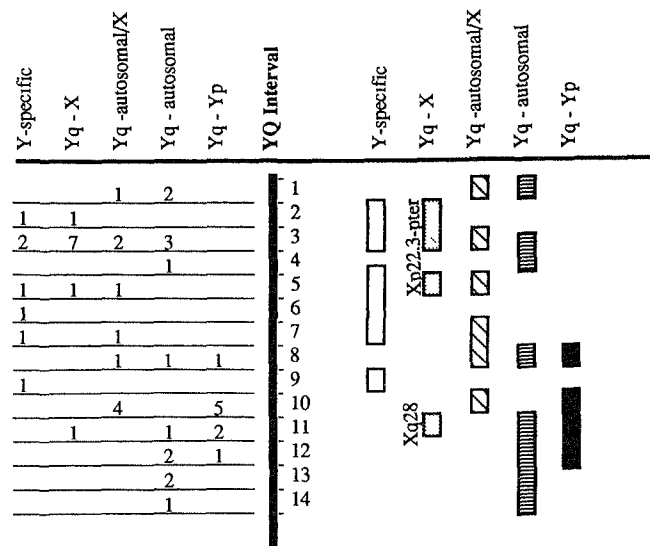 Y-specific
Yq - X
Yq -autosomal/X
Yq - autosomal
Yq - Yp
YQ Interval
Y-specific
Yq - X
Yq -autosomal/X
Yq - autosomal
Yq - Yp
1 2 1
1 1 2
2 7 2 3 3
1 4
1 1 1 5
1 6
1 1 7
1 1 1 8
1 9
4 5 10
1 1 2 11
2 1 12
2 13
1 14
Xp22.3-pter
Xq28